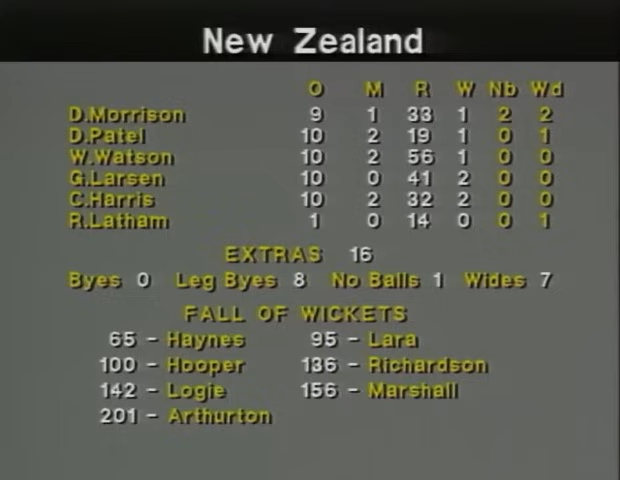 New Zealand
O M R W Nb Wd
D.Morrison 9 1 33 1 2 2
D.Patel 10 2 19 1 0 1
W.Watson 10 2 56 1 0 0
G.Larsen 10 0 41 2 0 0
C.Harris 10 2 32 2 0 0
R.Latham 1 0 14 0 0 1
EXTRAS 16
Byes 0 Leg Byes 8 No Balls 1 Wides 7
FALL OF WICKETS
65 - Haynes 95 - Lara
100 - Hooper 136 - Richardson
142 - Logie 156 - Marshall
201 - Arthurton